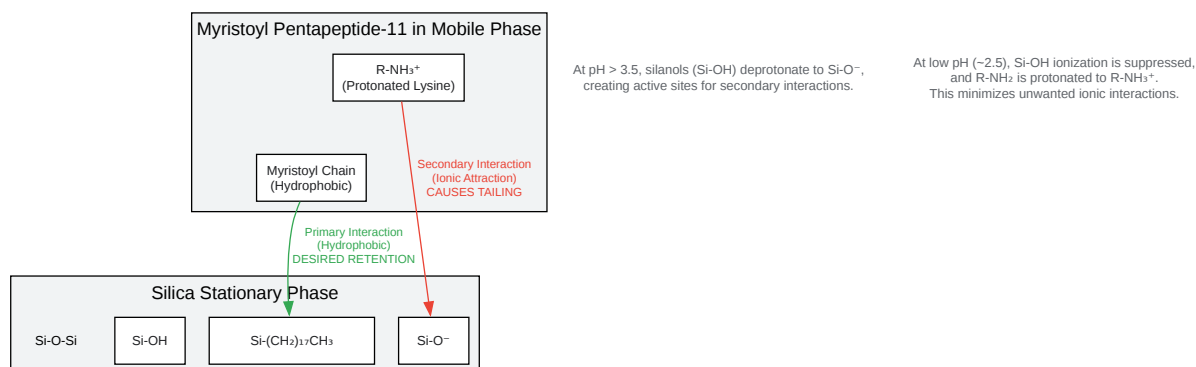 Myristoyl Pentapeptide-11 in Mobile Phase
R-NH₃⁺
(Protonated Lysine)
At pH > 3.5, silanols (Si-OH) deprotonate to Si-O⁻,
creating active sites for secondary interactions.
At low pH (~2.5), Si-OH ionization is suppressed,
and R-NH₂ is protonated to R-NH₃⁺.
This minimizes unwanted ionic interactions.
Myristoyl Chain
(Hydrophobic)
Secondary Interaction
(Ionic Attraction)
CAUSES TAILING
Primary Interaction
(Hydrophobic)
DESIRED RETENTION
Silica Stationary Phase
Si-O-Si
Si-OH
Si-(CH₂)₁₇CH₃
Si-O⁻